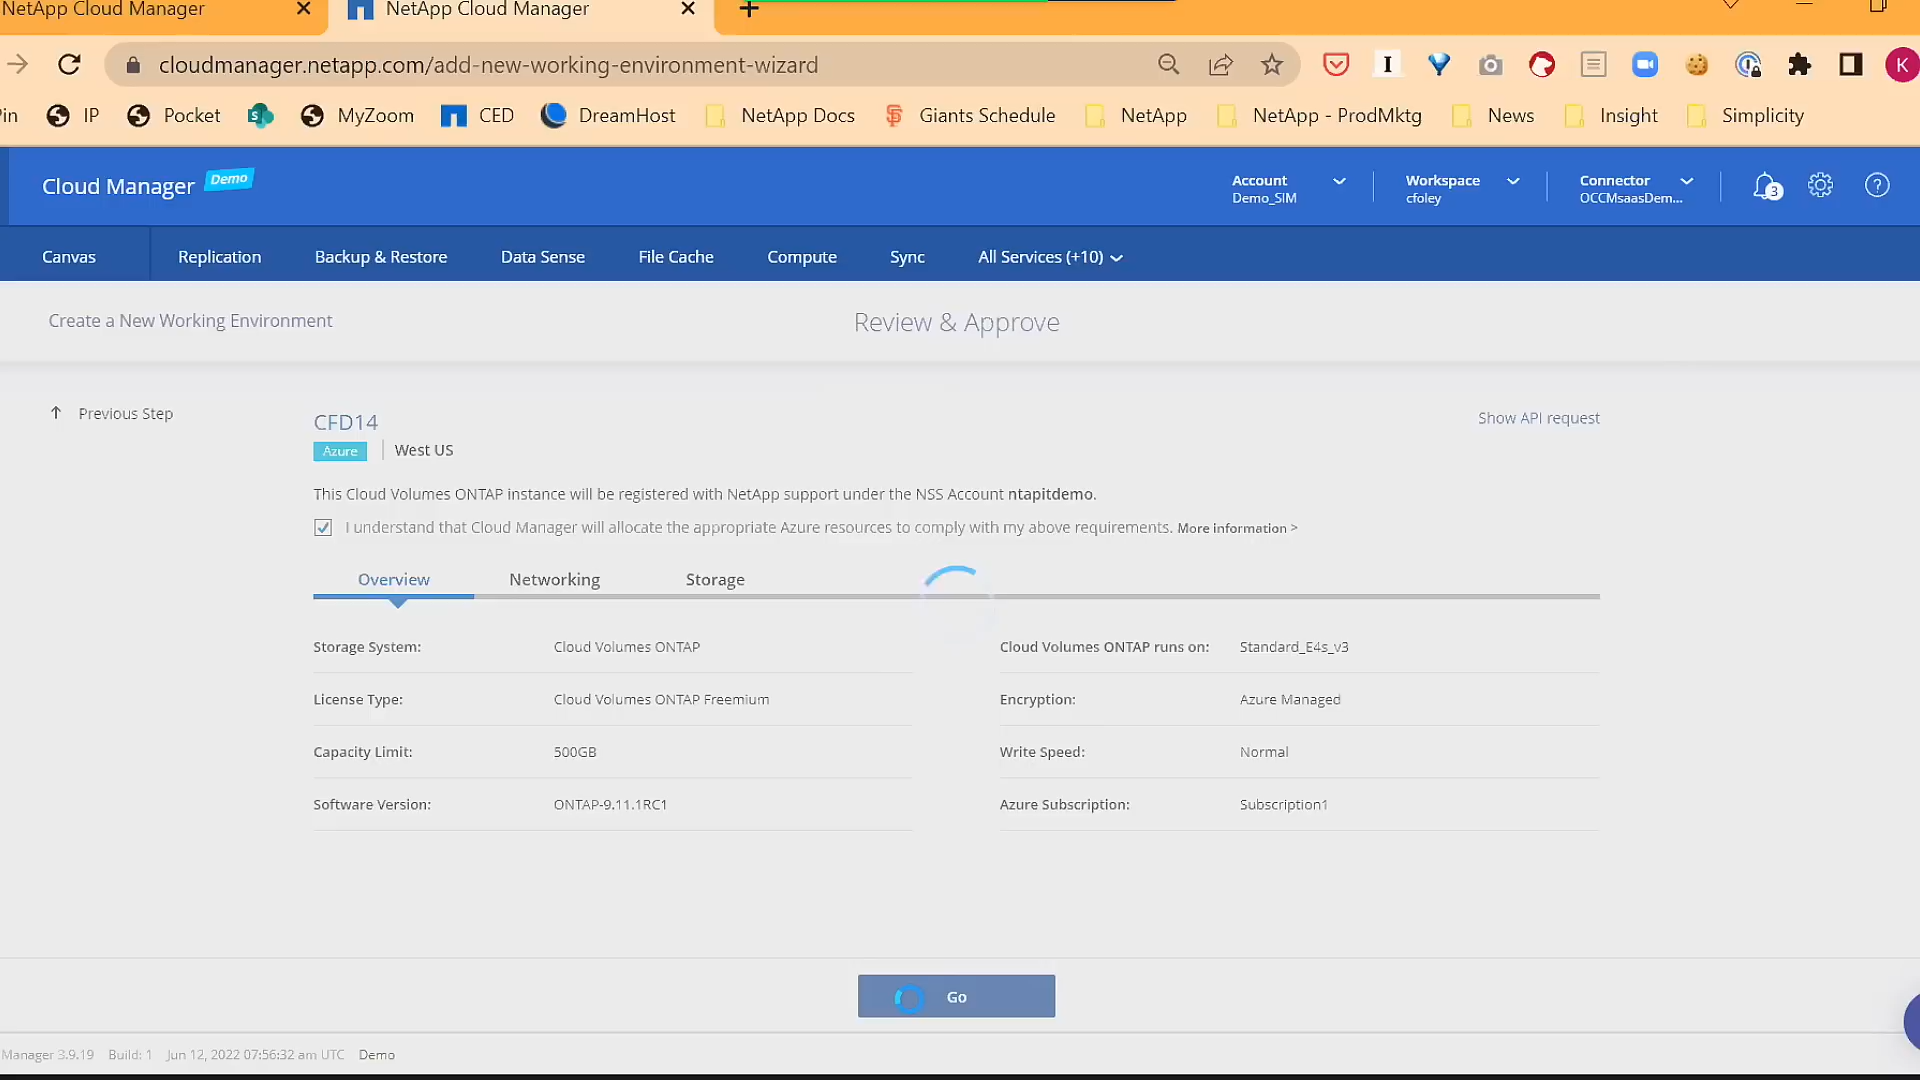 NetApp Cloud Manager
NetApp Cloud Manager
cloudmanager.netapp.com/add-new-working-environment-wizard
I
K
in
IP
Pocket
MyZoom
CED
DreamHost
NetApp Docs
Giants Schedule
NetApp
NetApp - ProdMktg
News
Insight
Simplicity
Cloud Manager
Demo
Account
Demo_SIM
Workspace
cfoley
Connector
OCCMsaasDem...
3
?
Canvas
Replication
Backup & Restore
Data Sense
File Cache
Compute
Sync
All Services (+10)
Create a New Working Environment
Review & Approve
Previous Step
CFD14
Show API request
Azure
West US
This Cloud Volumes ONTAP instance will be registered with NetApp support under the NSS Account ntapitdemo.
I understand that Cloud Manager will allocate the appropriate Azure resources to comply with my above requirements. More information >
Overview
Networking
Storage
Storage System:
Cloud Volumes ONTAP
Cloud Volumes ONTAP runs on:
Standard_E4s_v3
License Type:
Cloud Volumes ONTAP Freemium
Encryption:
Azure Managed
Capacity Limit:
500GB
Write Speed:
Normal
Software Version:
ONTAP-9.11.1RC1
Azure Subscription:
Subscription1
Go
Manager 3.9.19
Build: 1
Jun 12, 2022 07:56:32 am UTC
Demo